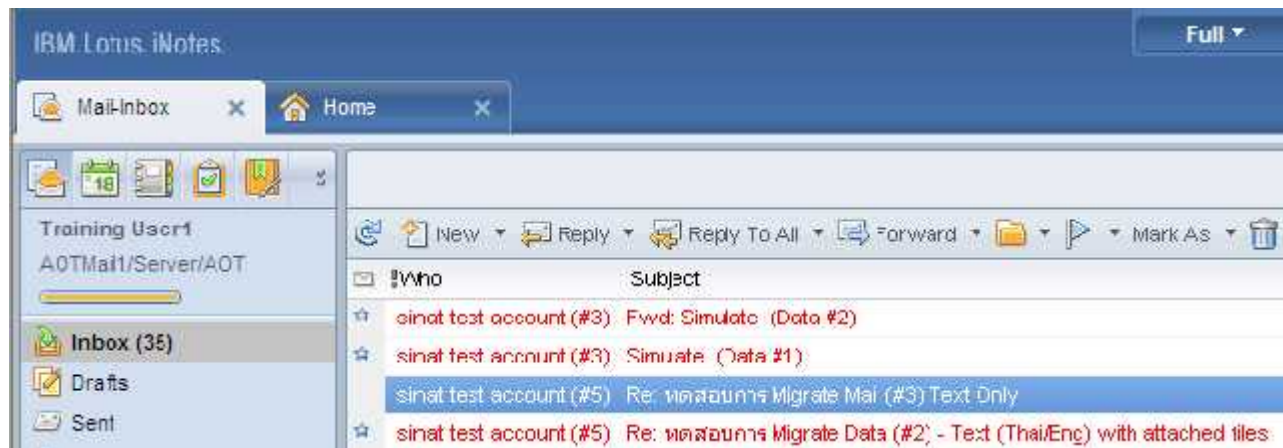 IBM Lotus iNotes
Full
Mail-Inbox
Home
18
Training User1
AOTMail1/Server/AOT
New Reply Reply To All Forward Mark As
! Who Subject
sinat test account (#3) Fwd: Simulate (Data #2)
sinat test account (#3) Simulate (Data #1)
sinat test account (#5) Re: ทดสอบการ Migrate Mail (#3) Text Only
sinat test account (#5) Re: ทดสอบการ Migrate Data (#2) - Text (Thai/Eng) with attached files
Inbox (35)
Drafts
Sent